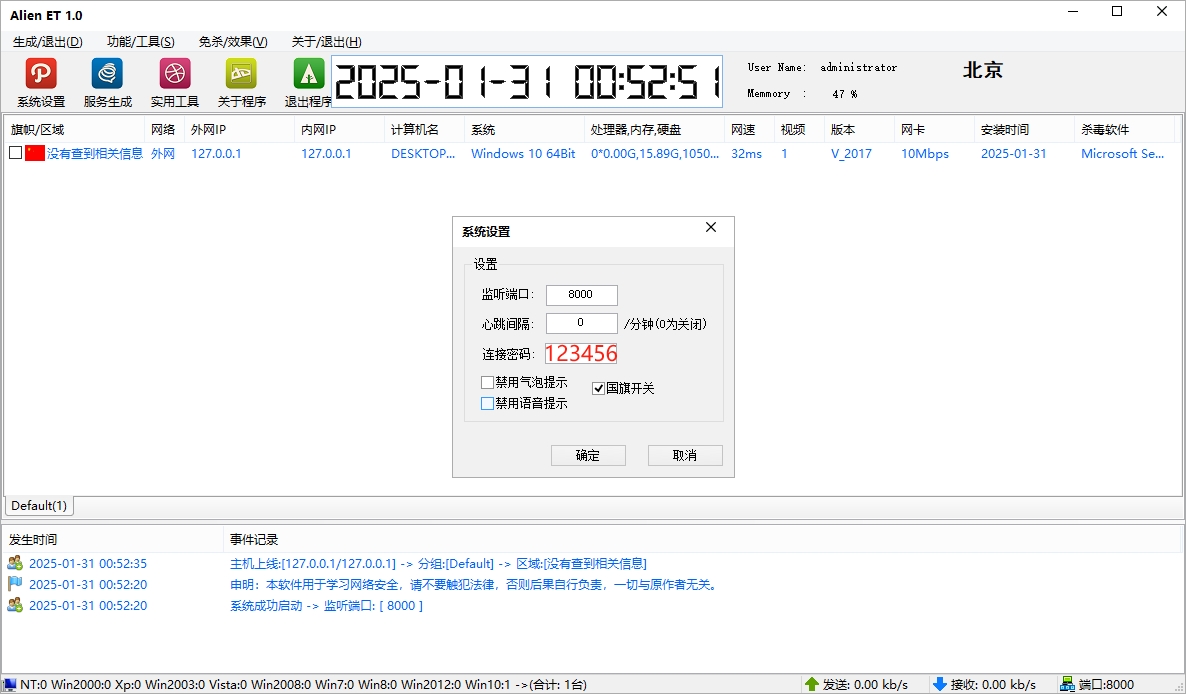 Alien ET 1.0
生成/退出(D) 功能/工具(S) 免杀/效果(V) 关于/退出(H)
系统设置 服务生成 实用工具 关于程序 退出程序
2025-01-31 00:52:51
User Name: administrator
Memmory : 47 %
北京
旗帜/区域 网络 外网IP 内网IP 计算机名 系统 处理器,内存,硬盘 网速 视频 版本 网卡 安装时间 杀毒软件
没有查到相关信息 外网 127.0.0.1 127.0.0.1 DESKTOP... Windows 10 64Bit 0*0.00G,15.89G,1050... 32ms 1 V_2017 10Mbps 2025-01-31 Microsoft Se...
系统设置
设置
监听端口: 8000
心跳间隔: 0 /分钟(0为关闭)
连接密码: 123456
禁用气泡提示 国旗开关
禁用语音提示
确定 取消
Default(1)
发生时间 事件记录
2025-01-31 00:52:35 主机上线:[127.0.0.1/127.0.0.1] -> 分组:[Default] -> 区域:[没有查到相关信息]
2025-01-31 00:52:20 申明：本软件用于学习网络安全，请不要触犯法律，否则后果自行负责，一切与原作者无关。
2025-01-31 00:52:20 系统成功启动 -> 监听端口: [ 8000 ]
NT:0 Win2000:0 Xp:0 Win2003:0 Vista:0 Win2008:0 Win7:0 Win8:0 Win2012:0 Win10:1 ->(合计: 1台) 发送: 0.00 kb/s 接收: 0.00 kb/s 端口:8000